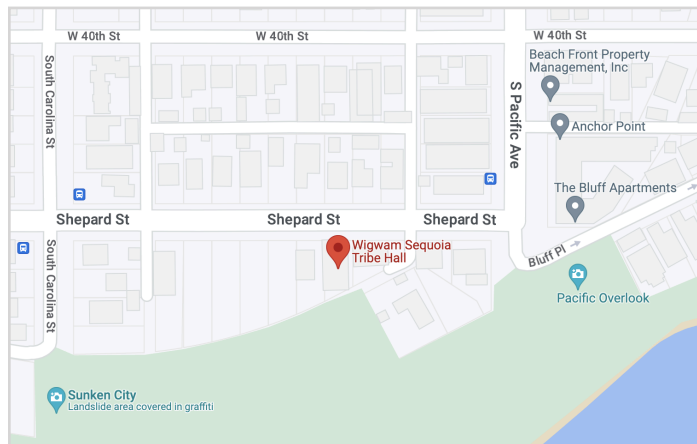 W 40th St
W 40th St
W 40th St
South Carolina St
Beach Front Property
Management, Inc
S Pacific Ave
Anchor Point
The Bluff Apartments
Shepard St
Shepard St
Shepard St
South Carolina St
Wigwam Sequoia
Tribe Hall
Bluff Pl
Pacific Overlook
Sunken City
Landslide area covered in graffiti